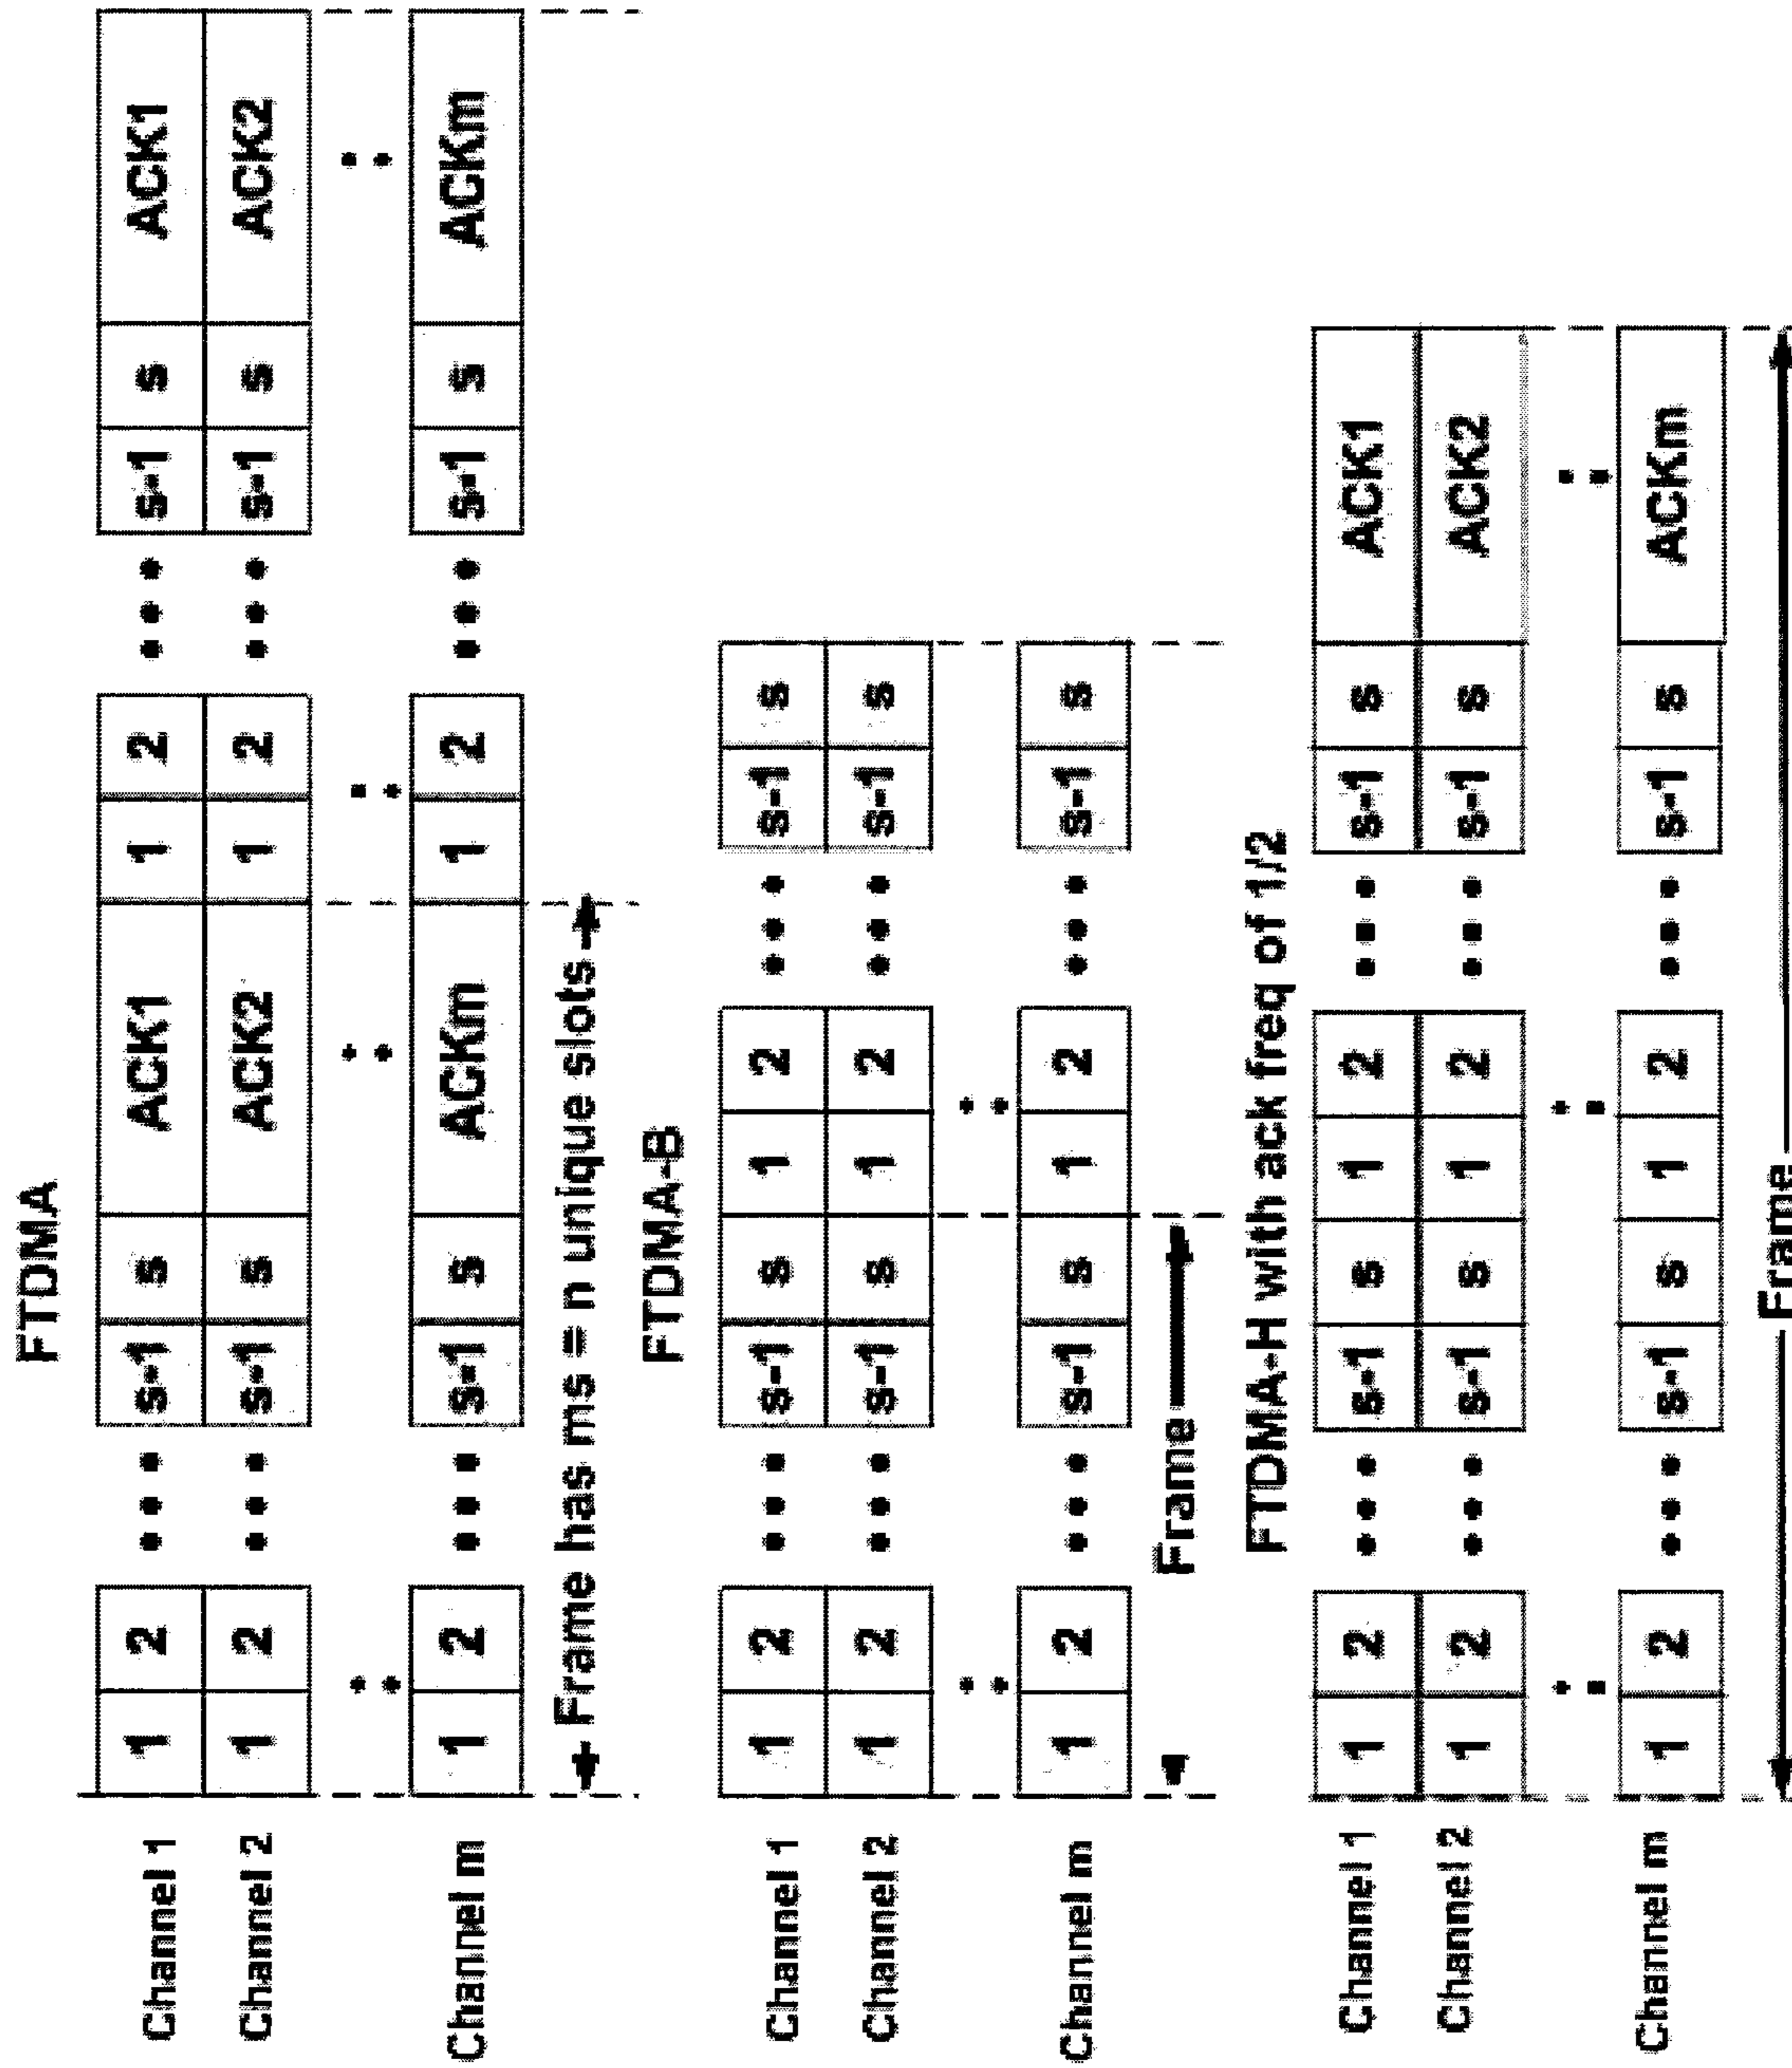 FTDMA
Channel 1 1 2 ••• s-1 s ACK1 1 2 ••• s-1 s ACK1
Channel 2 1 2 ••• s-1 s ACK2 1 2 ••• s-1 s ACK2
Channel m 1 2 ••• s-1 s ACKm 1 2 ••• s-1 s ACKm
Frame has ms = n unique slots
FTDMA-B
Channel 1 1 2 ••• s-1 s 1 2 ••• s-1 s
Channel 2 1 2 ••• s-1 s 1 2 ••• s-1 s
Channel m 1 2 ••• s-1 s 1 2 ••• s-1 s
Frame
FTDMA-H with ack freq of 1/2
Channel 1 1 2 ••• s-1 s 1 2 ••• s-1 s ACK1
Channel 2 1 2 ••• s-1 s 1 2 ••• s-1 s ACK2
Channel m 1 2 ••• s-1 s 1 2 ••• s-1 s ACKm
Frame